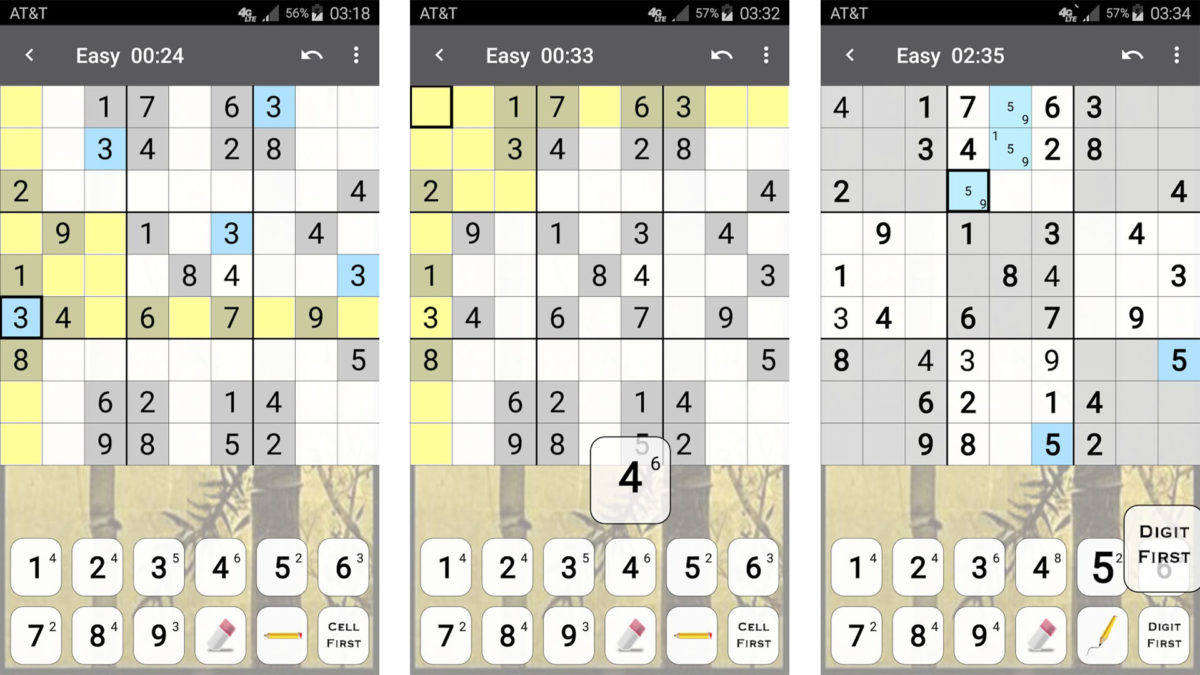 AT&T 4G LTE 56% 03:18
Easy 00:24
1 7 6 3
3 4 2 8
2 4
9 1 3 4
1 8 4 3
3 4 6 7 9
8 5
6 2 1 4
9 8 5 2
1 4 2 4 3 5 4 6 5 2 6 3
7 2 8 4 9 3 CELL
FIRST
AT&T 4G LTE 57% 03:32
Easy 00:33
1 7 6 3
3 4 2 8
2 4
9 1 3 4
1 8 4 3
3 4 6 7 9
8 5
6 2 1 4
9 8 5 2
4 6
1 4 2 4 3 5 4 6 5 2 6 3
7 2 8 4 9 3 CELL
FIRST
AT&T 4G LTE 57% 03:34
Easy 02:35
4 1 7 5 9 6 3
3 4 1 5 9 2 8
2 5 9 4
9 1 3 4
1 8 4 3
3 4 6 7 9
8 4 3 9 5
6 2 1 4
9 8 5 2
DIGIT
FIRST
1 4 2 4 3 6 4 8 5 2 6
7 2 8 4 9 4 DIGIT
FIRST